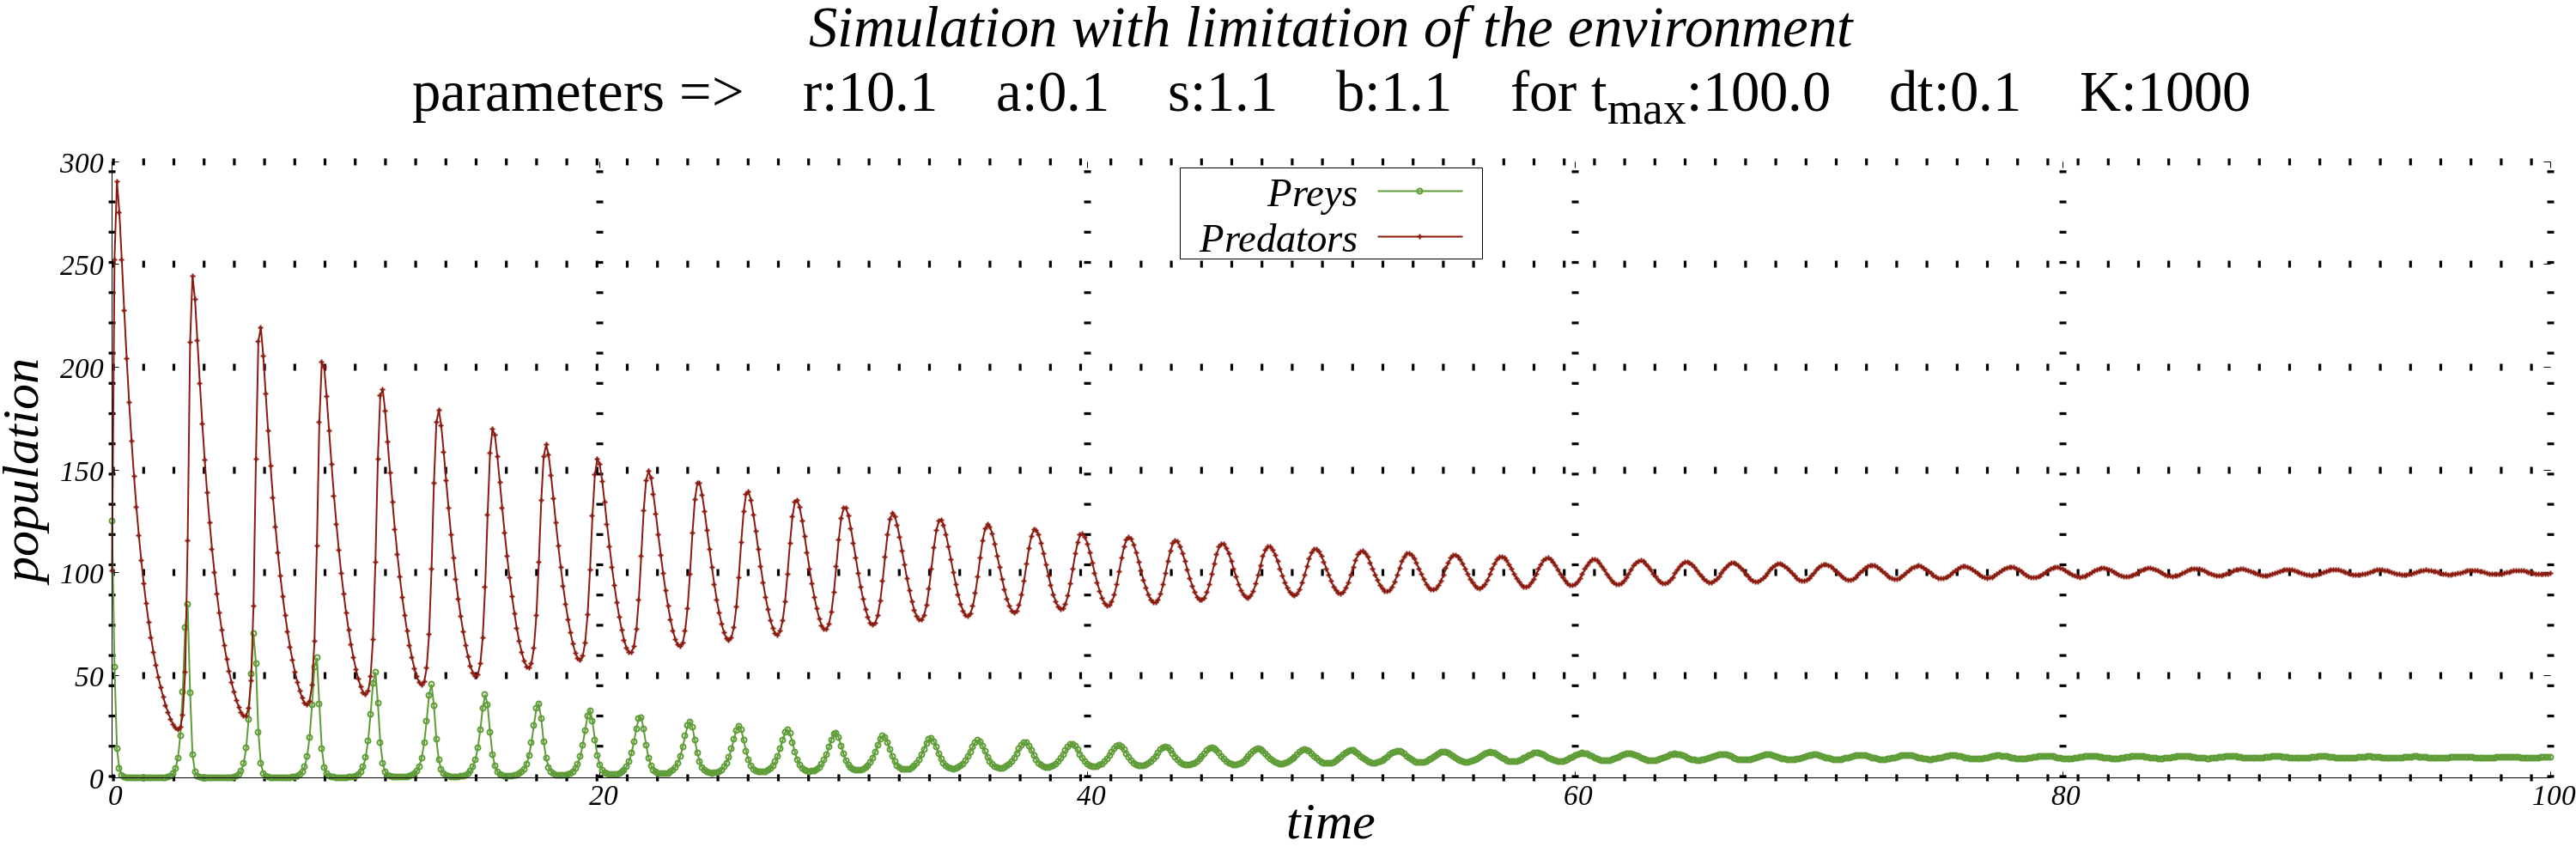 Simulation with limitation of the environment
parameters => r:10.1 a:0.1 s:1.1 b:1.1 for tmax:100.0 dt:0.1 K:1000
300
250
200
150
100
50
0
population
Preys
Predators
0 20 40 60 80 100
time